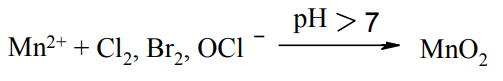 pH > 7
Mn²⁺ + Cl₂, Br₂, OCl⁻ → MnO₂